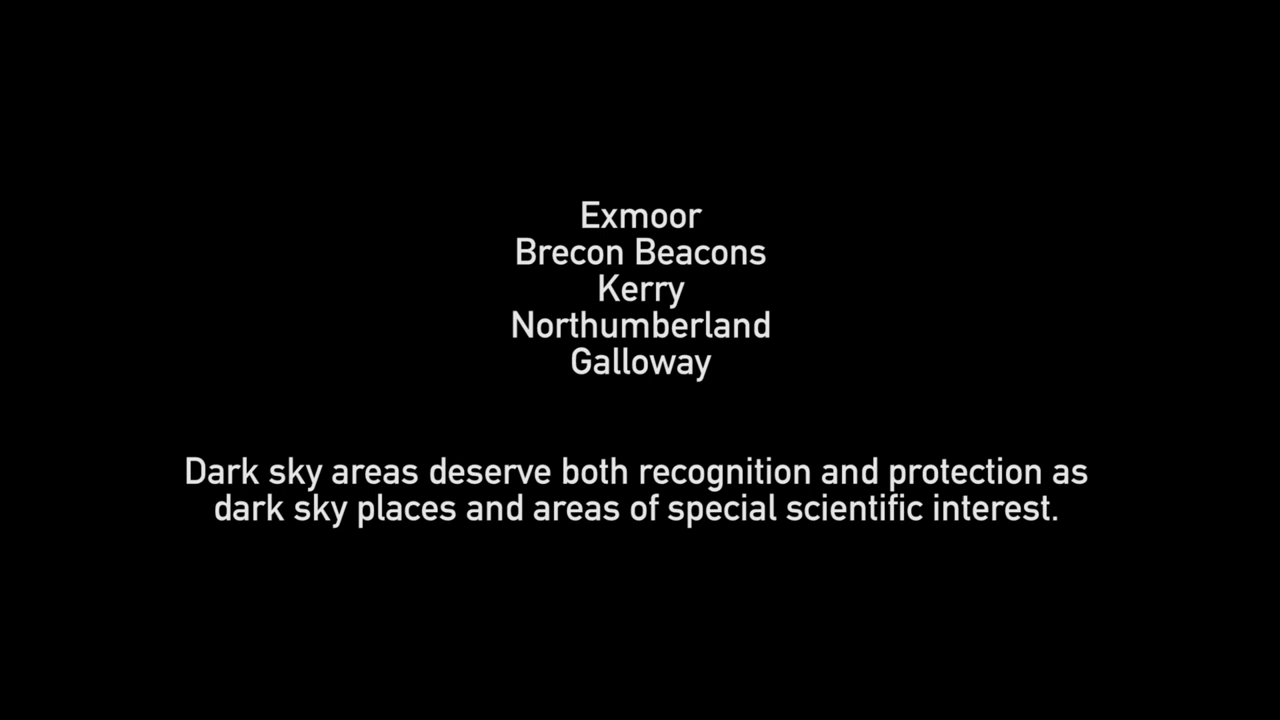 Exmoor
Brecon Beacons
Kerry
Northumberland
Galloway
Dark sky areas deserve both recognition and protection as
dark sky places and areas of special scientific interest.